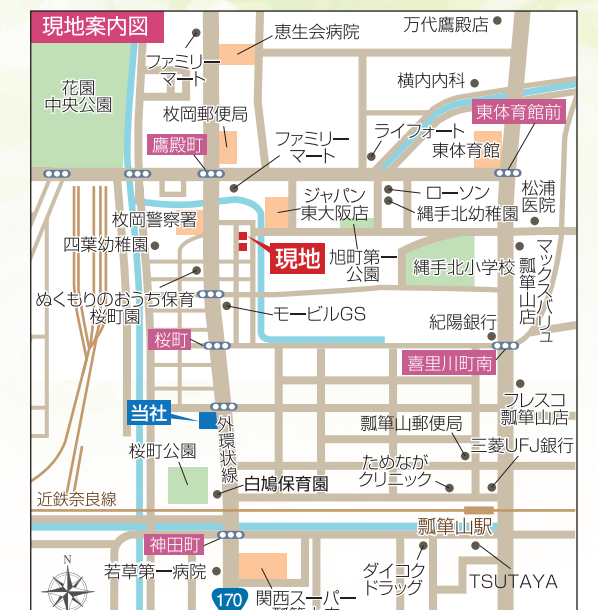 現地案内図
恵生会病院
万代鷹殿店
ファミリー
マート
花園
中央公園
横内内科
枚岡郵便局
東体育館前
鷹殿町
ファミリー
マート
ライフォート
東体育館
ジャパン
東大阪店
ローソン
縄手北幼稚園
松浦
医院
枚岡警察署
四葉幼稚園
現地
旭町第一
公園
縄手北小学校
マックスバリュ
瓢箪山店
ぬくもりのおうち保育
桜町園
モービルGS
紀陽銀行
桜町
喜里川町南
当社
外環状線
フレスコ
瓢箪山店
瓢箪山郵便局
三菱UFJ銀行
桜町公園
ためなが
クリニック
白鳩保育園
近鉄奈良線
瓢箪山駅
神田町
N
若草第一病院
ダイコク
ドラッグ
TSUTAYA
170
関西スーパー